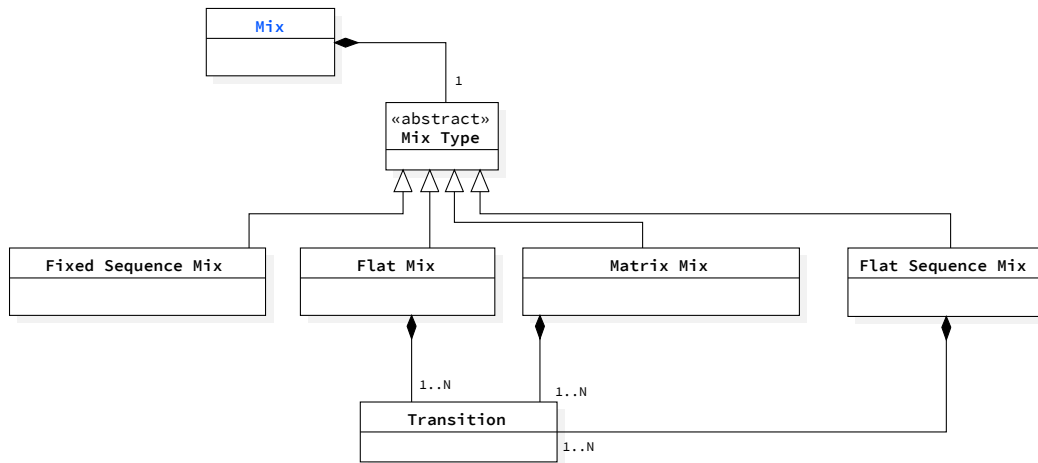 Mix
1
«abstract»
Mix Type
Fixed Sequence Mix
Flat Mix
Matrix Mix
Flat Sequence Mix
1..N
1..N
Transition
1..N